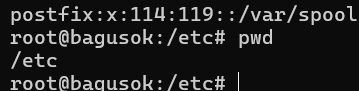 postfix:x:114:119::/var/spool
root@bagusok:/etc# pwd
/etc
root@bagusok:/etc#